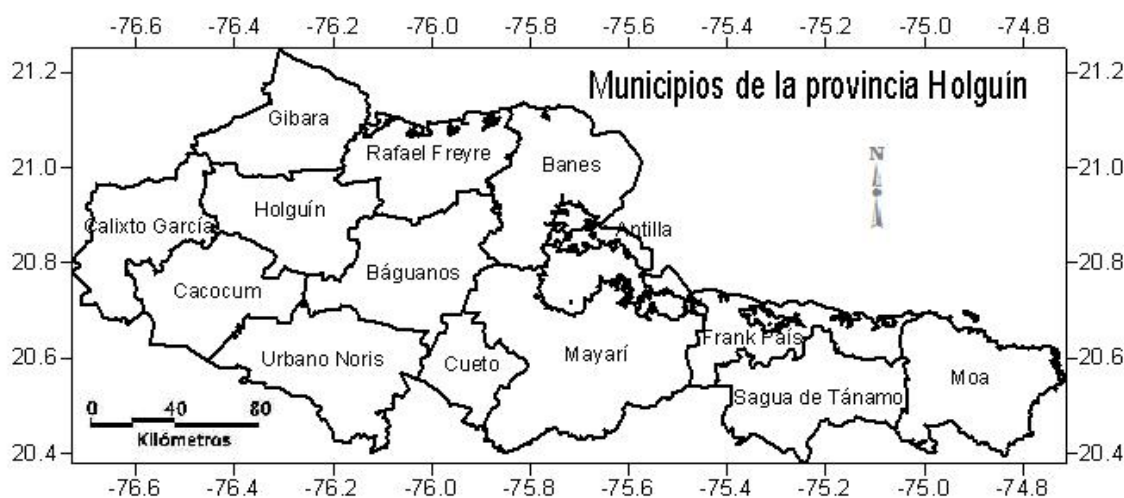 -76.6 -76.4 -76.2 -76.0 -75.8 -75.6 -75.4 -75.2 -75.0 -74.8
21.2 21.2
Municipios de la provincia Holguín
Gibara
Rafael Freyre
N
21.0 Banes 21.0
Holguín
Calixto García
Antilla
20.8 Báguanos 20.8
Cacocum
Frank País
20.6 Urbano Noris Cueto Mayarí 20.6
Moa
Sagua de Tánamo
0 40 80
Kilómetros
20.4 20.4
-76.6 -76.4 -76.2 -76.0 -75.8 -75.6 -75.4 -75.2 -75.0 -74.8